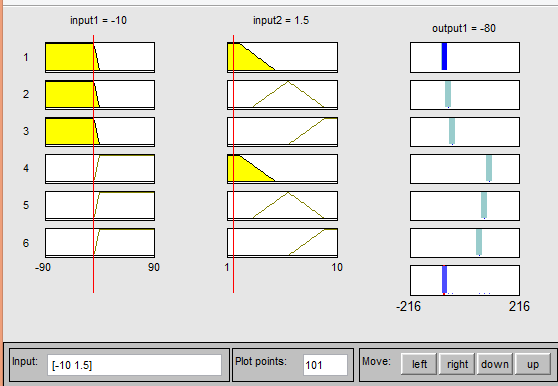 input1 = -10
input2 = 1.5
output1 = -80
1
2
3
4
5
6
-90 90
1 10
-216 216
Input: [-10 1.5] Plot points: 101 Move: left right down up